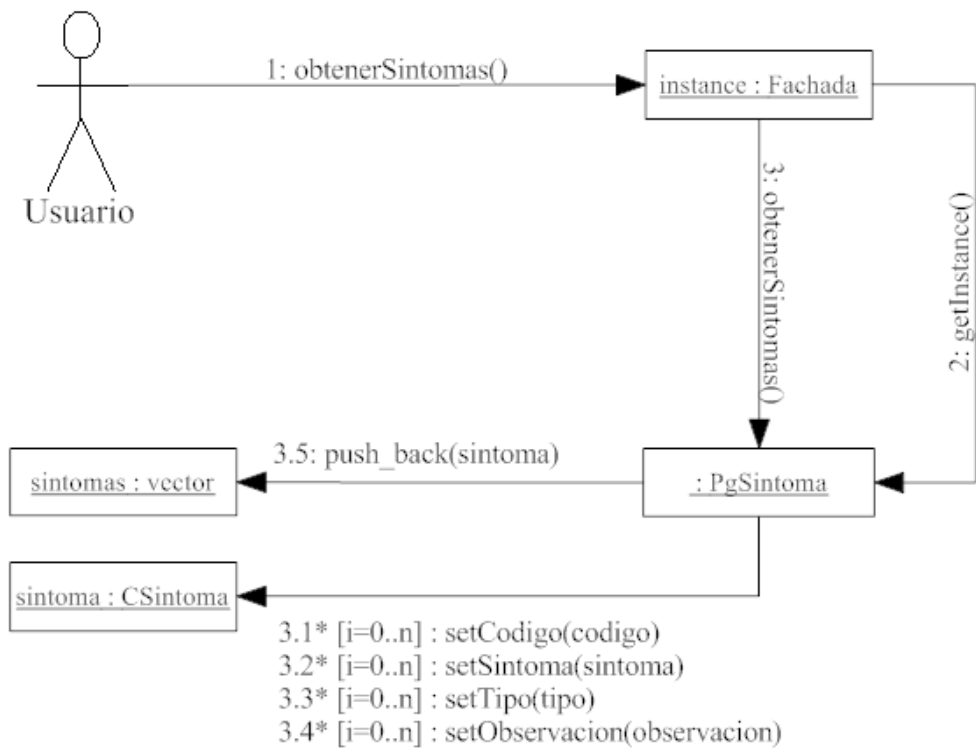 1: obtenerSintomas()
instance : Fachada
Usuario
3: obtenerSintomas()
2: getInstance()
3.5: push_back(sintoma)
sintomas : vector
: PgSintoma
sintoma : CSintoma
3.1* [i=0..n] : setCodigo(codigo)
3.2* [i=0..n] : setSintoma(sintoma)
3.3* [i=0..n] : setTipo(tipo)
3.4* [i=0..n] : setObservacion(observacion)